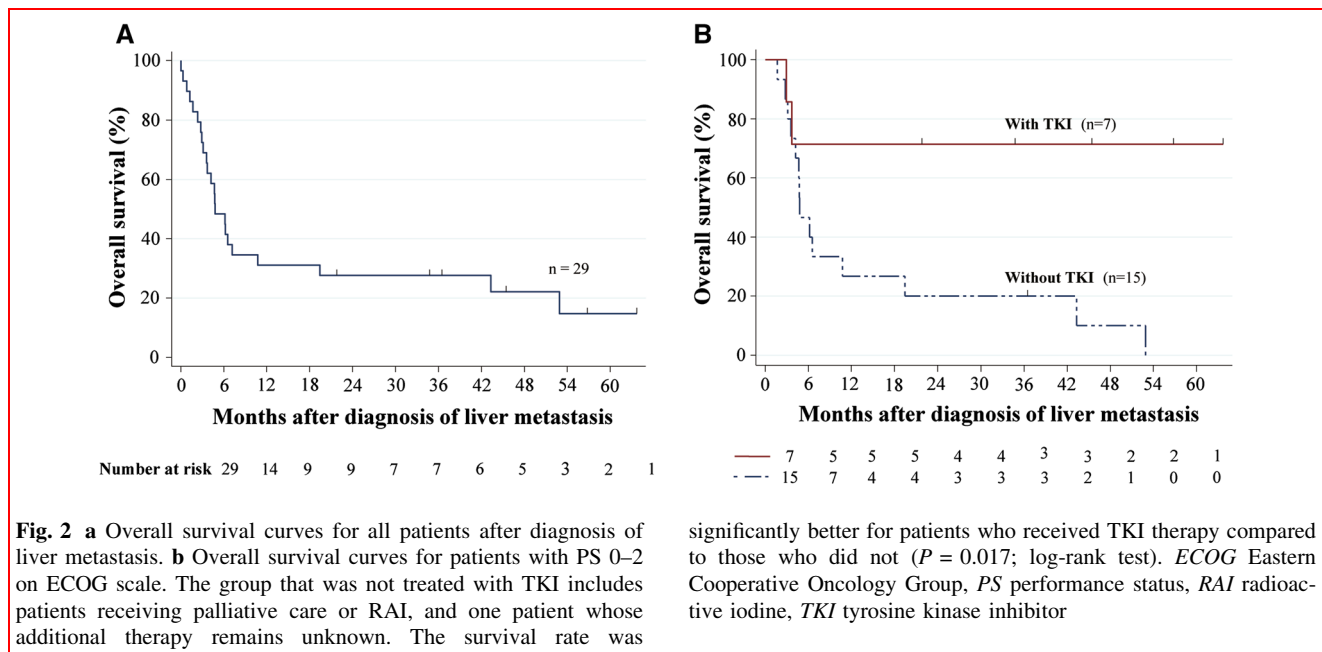 A
100
80
60
40
20
0
Overall survival (%)
n = 29
0 6 12 18 24 30 36 42 48 54 60
Months after diagnosis of liver metastasis
Number at risk 29 14 9 9 7 7 6 5 3 2 1
B
100
80
60
40
20
0
Overall survival (%)
With TKI (n=7)
Without TKI (n=15)
0 6 12 18 24 30 36 42 48 54 60
Months after diagnosis of liver metastasis
7 5 5 5 4 4 3 3 2 2 1
15 7 4 4 3 3 3 2 1 0 0
Fig. 2 a Overall survival curves for all patients after diagnosis of
liver metastasis. b Overall survival curves for patients with PS 0–2
on ECOG scale. The group that was not treated with TKI includes
patients receiving palliative care or RAI, and one patient whose
additional therapy remains unknown. The survival rate was
significantly better for patients who received TKI therapy compared
to those who did not (P = 0.017; log-rank test). ECOG Eastern
Cooperative Oncology Group, PS performance status, RAI radioac-
tive iodine, TKI tyrosine kinase inhibitor